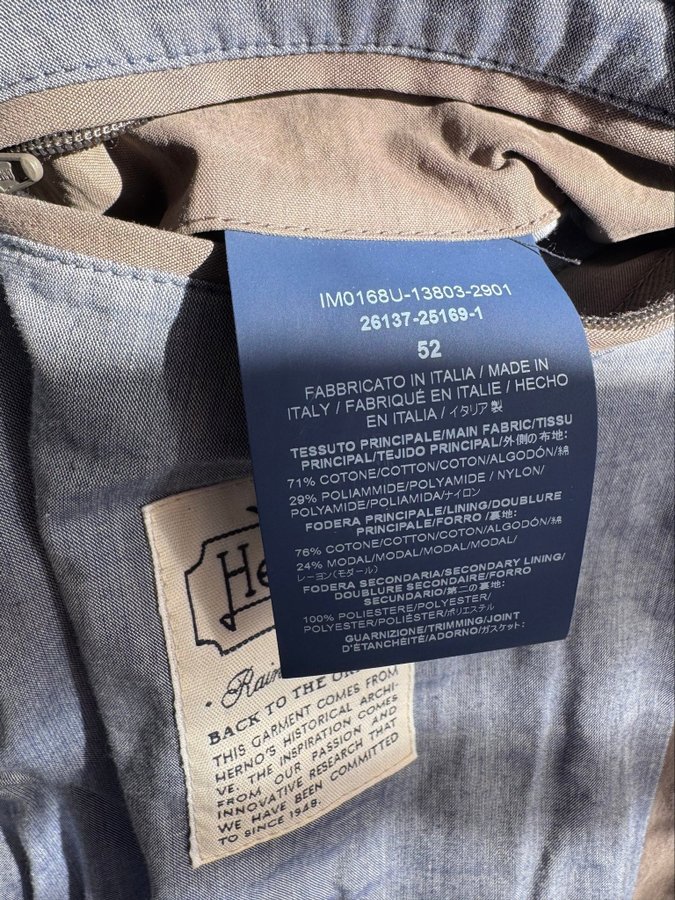 IM0168U-13803-2901
26137-25169-1
52
FABBRICATO IN ITALIA / MADE IN
ITALY / FABRIQUÉ EN ITALIE / HECHO
EN ITALIA / イタリア製
TESSUTO PRINCIPALE/MAIN FABRIC/TISSU
PRINCIPAL/TEJIDO PRINCIPAL/外側の布地:
71% COTONE/COTTON/COTON/ALGODÓN/綿
29% POLIAMMIDE/POLYAMIDE / NYLON/
POLYAMIDE/POLIAMIDA/ナイロン
FODERA PRINCIPALE/LINING/DOUBLURE
PRINCIPALE/FORRO /裏地:
76% COTONE/COTTON/COTON/ALGODÓN/綿
24% MODAL/MODAL/MODAL/MODAL/
レーヨン(モダール)
FODERA SECONDARIA/SECONDARY LINING/
DOUBLURE SECONDAIRE/FORRO
SECUNDARIO/第二の裏地:
100% POLIESTERE/POLYESTER/
POLYESTER/POLIÉSTER/ポリエステル
GUARNIZIONE/TRIMMING/JOINT
D'ÉTANCHÉITÉ/ADORNO/ガスケット:
He
Rain
BACK TO THE
THIS GARMENT COMES FROM
HERNO'S HISTORICAL ARCHI-
VE. THE INSPIRATION COMES
FROM OUR PASSION AND
INNOVATIVE RESEARCH THAT
WE HAVE BEEN COMMITTED
TO SINCE 1948.